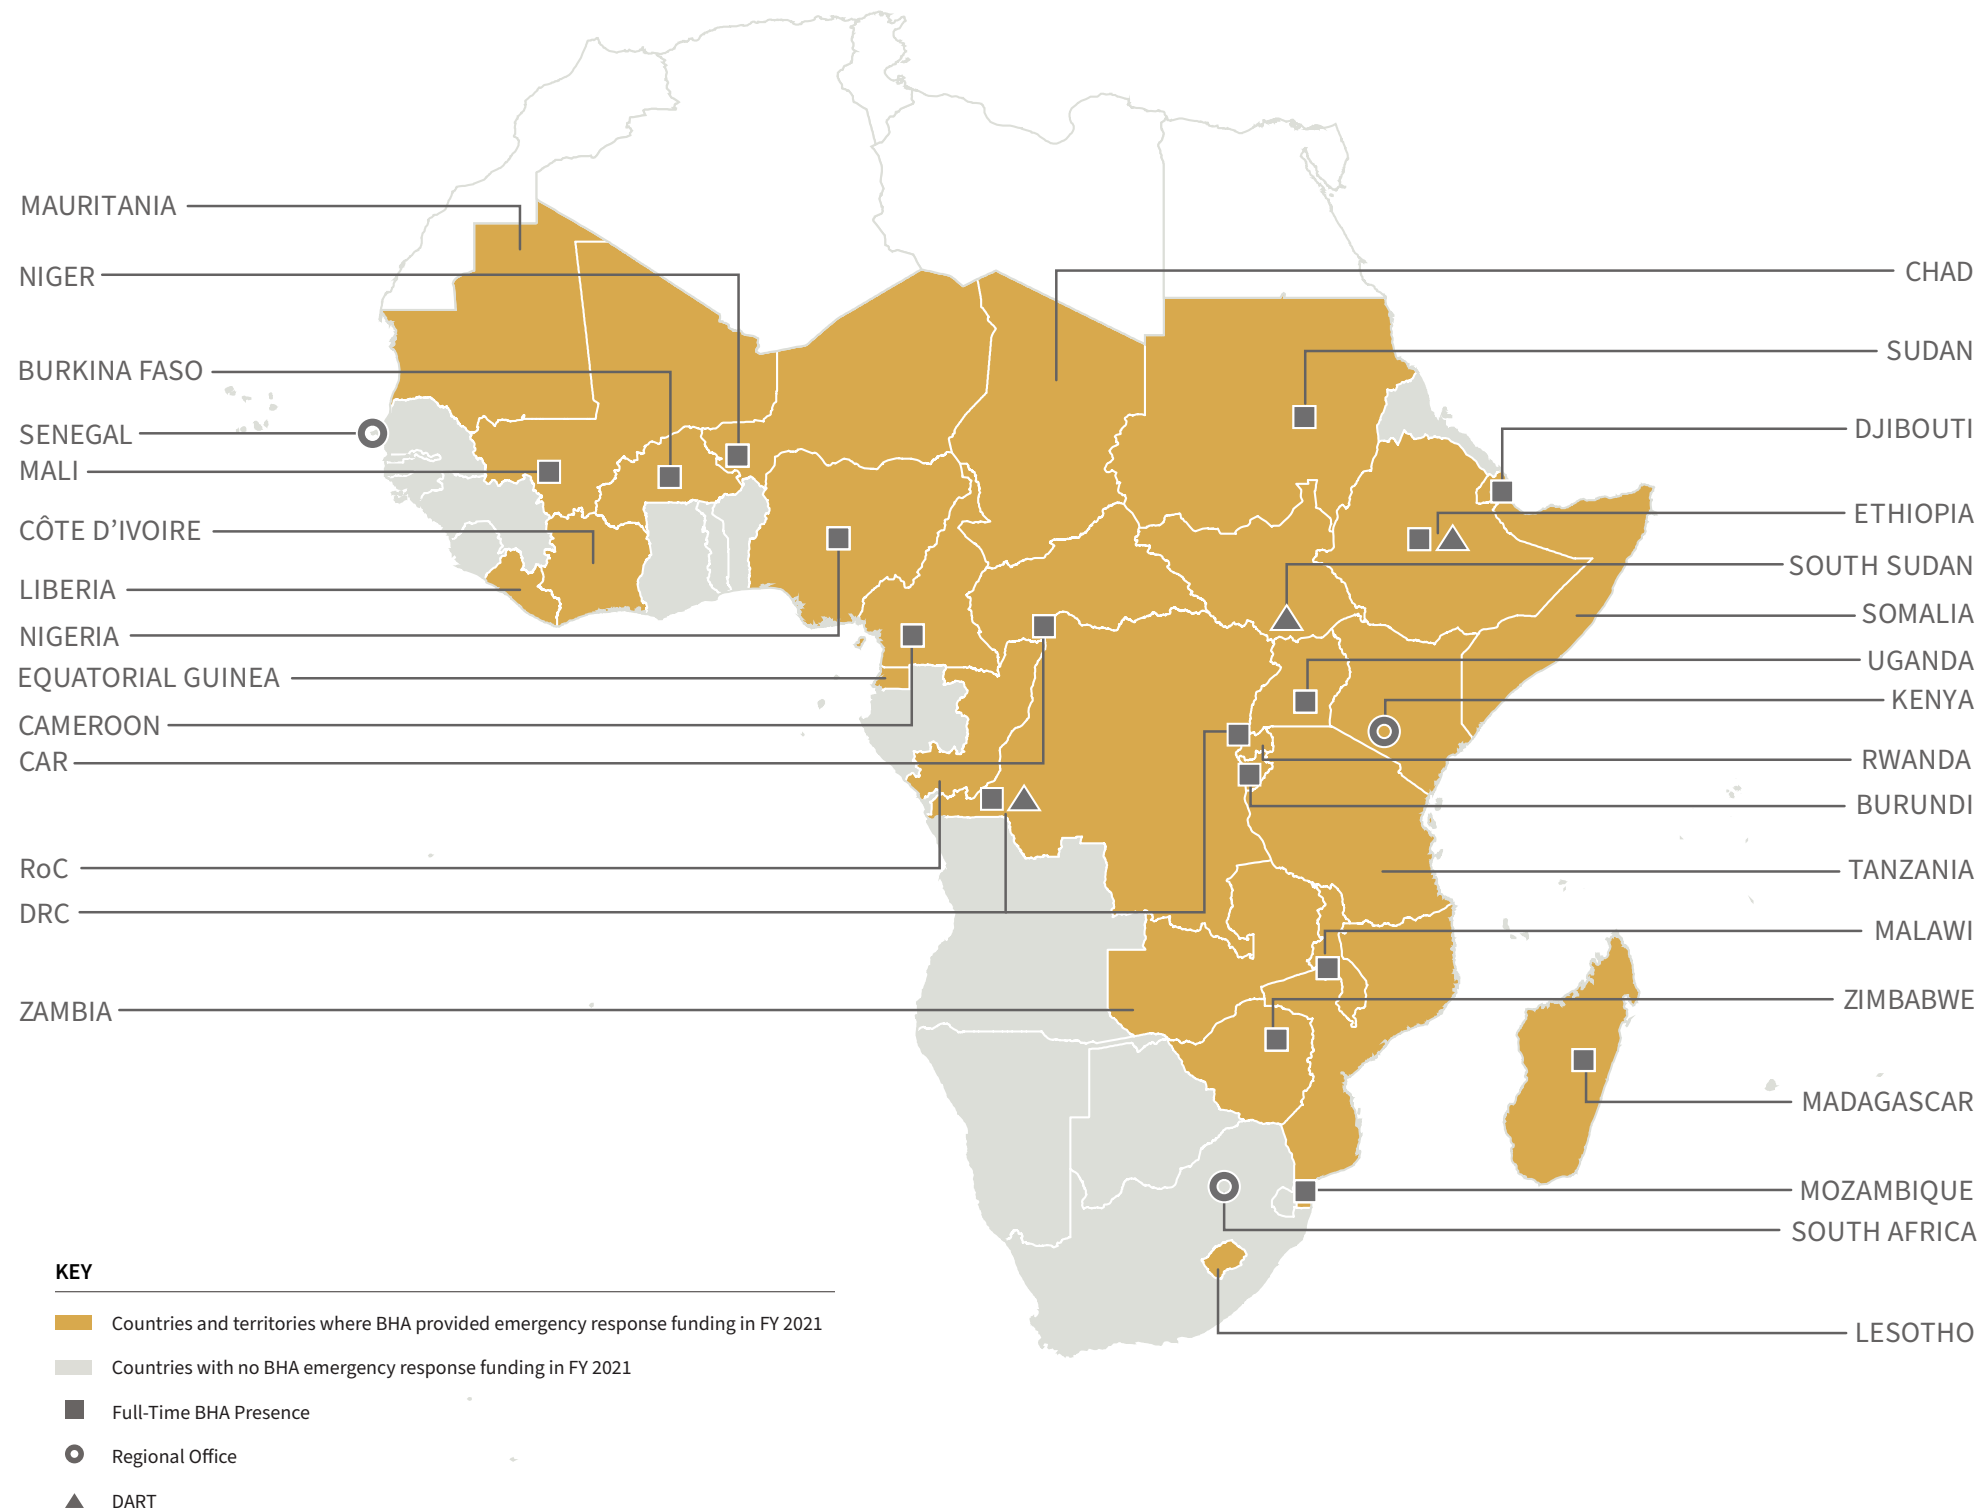 MAURITANIA
NIGER
BURKINA FASO
SENEGAL
MALI
CÔTE D’IVOIRE
LIBERIA
NIGERIA
EQUATORIAL GUINEA
CAMEROON
CAR
RoC
DRC
ZAMBIA
CHAD
SUDAN
DJIBOUTI
ETHIOPIA
SOUTH SUDAN
SOMALIA
UGANDA
KENYA
RWANDA
BURUNDI
TANZANIA
MALAWI
ZIMBABWE
MADAGASCAR
MOZAMBIQUE
SOUTH AFRICA
LESOTHO
KEY
Countries and territories where BHA provided emergency response funding in FY 2021
Countries with no BHA emergency response funding in FY 2021
Full-Time BHA Presence
Regional Office
DART